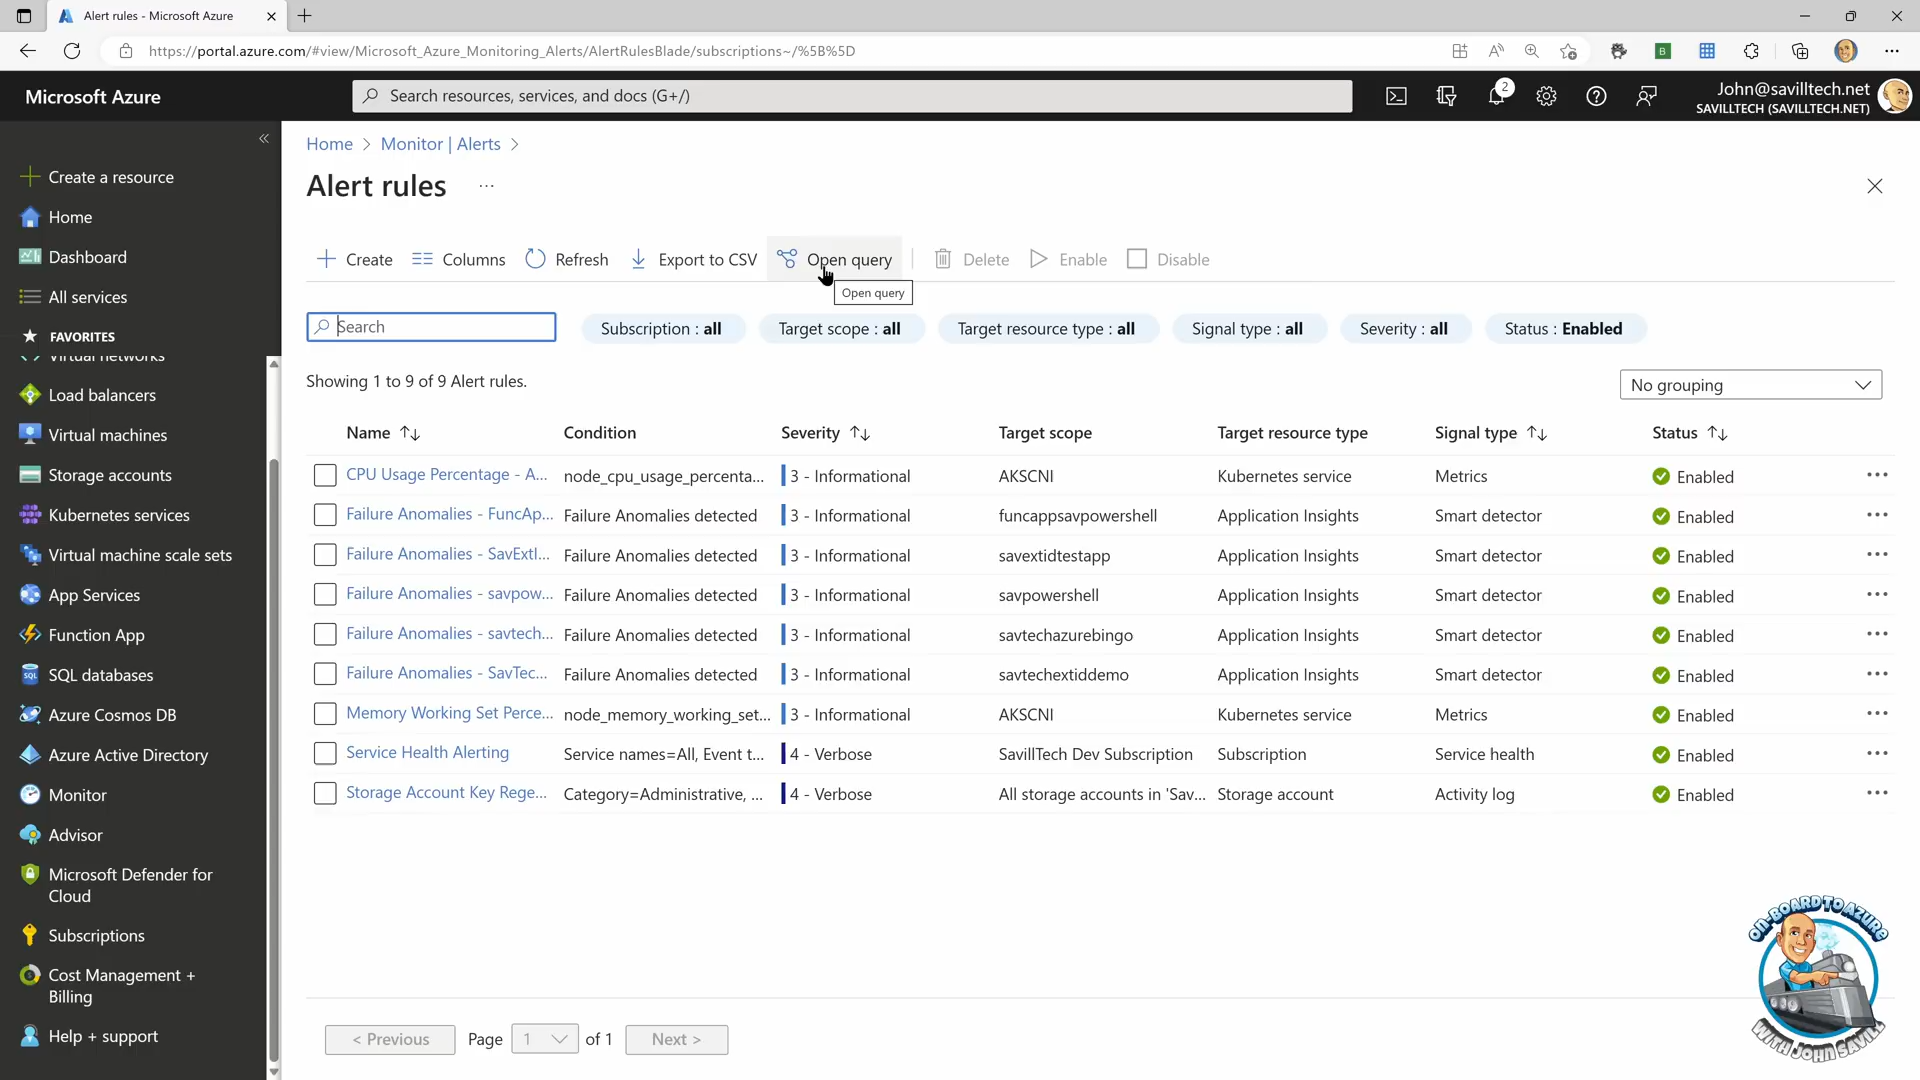 Alert rules - Microsoft Azure
https://portal.azure.com/#view/Microsoft_Azure_Monitoring_Alerts/AlertRulesBlade/subscriptions~/%5B%5D
Microsoft Azure
Search resources, services, and docs (G+/)
2
John@savilltech.net
SAVILLTECH (SAVILLTECH.NET)
Create a resource
Home
Dashboard
All services
FAVORITES
Virtual networks
Load balancers
Virtual machines
Storage accounts
Kubernetes services
Virtual machine scale sets
App Services
Function App
SQL databases
Azure Cosmos DB
Azure Active Directory
Monitor
Advisor
Microsoft Defender for
Cloud
Subscriptions
Cost Management +
Billing
Help + support
Home > Monitor | Alerts >
Alert rules ...
Create Columns Refresh Export to CSV Open query Delete Enable Disable
Open query
Search Subscription : all Target scope : all Target resource type : all Signal type : all Severity : all Status : Enabled
Showing 1 to 9 of 9 Alert rules.
No grouping
Name Condition Severity Target scope Target resource type Signal type Status
CPU Usage Percentage - A... node_cpu_usage_percenta... 3 - Informational AKSCNI Kubernetes service Metrics Enabled
Failure Anomalies - FuncAp... Failure Anomalies detected 3 - Informational funcappsavpowershell Application Insights Smart detector Enabled
Failure Anomalies - SavExtI... Failure Anomalies detected 3 - Informational savextidtestapp Application Insights Smart detector Enabled
Failure Anomalies - savpow... Failure Anomalies detected 3 - Informational savpowershell Application Insights Smart detector Enabled
Failure Anomalies - savtech... Failure Anomalies detected 3 - Informational savtechazurebingo Application Insights Smart detector Enabled
Failure Anomalies - SavTec... Failure Anomalies detected 3 - Informational savtechextiddemo Application Insights Smart detector Enabled
Memory Working Set Perce... node_memory_working_set... 3 - Informational AKSCNI Kubernetes service Metrics Enabled
Service Health Alerting Service names=All, Event t... 4 - Verbose SavillTech Dev Subscription Subscription Service health Enabled
Storage Account Key Rege... Category=Administrative, ... 4 - Verbose All storage accounts in 'Sav... Storage account Activity log Enabled
< Previous Page 1 of 1 Next >
ON-BOARD TO AZURE
WITH JOHN SAVILL